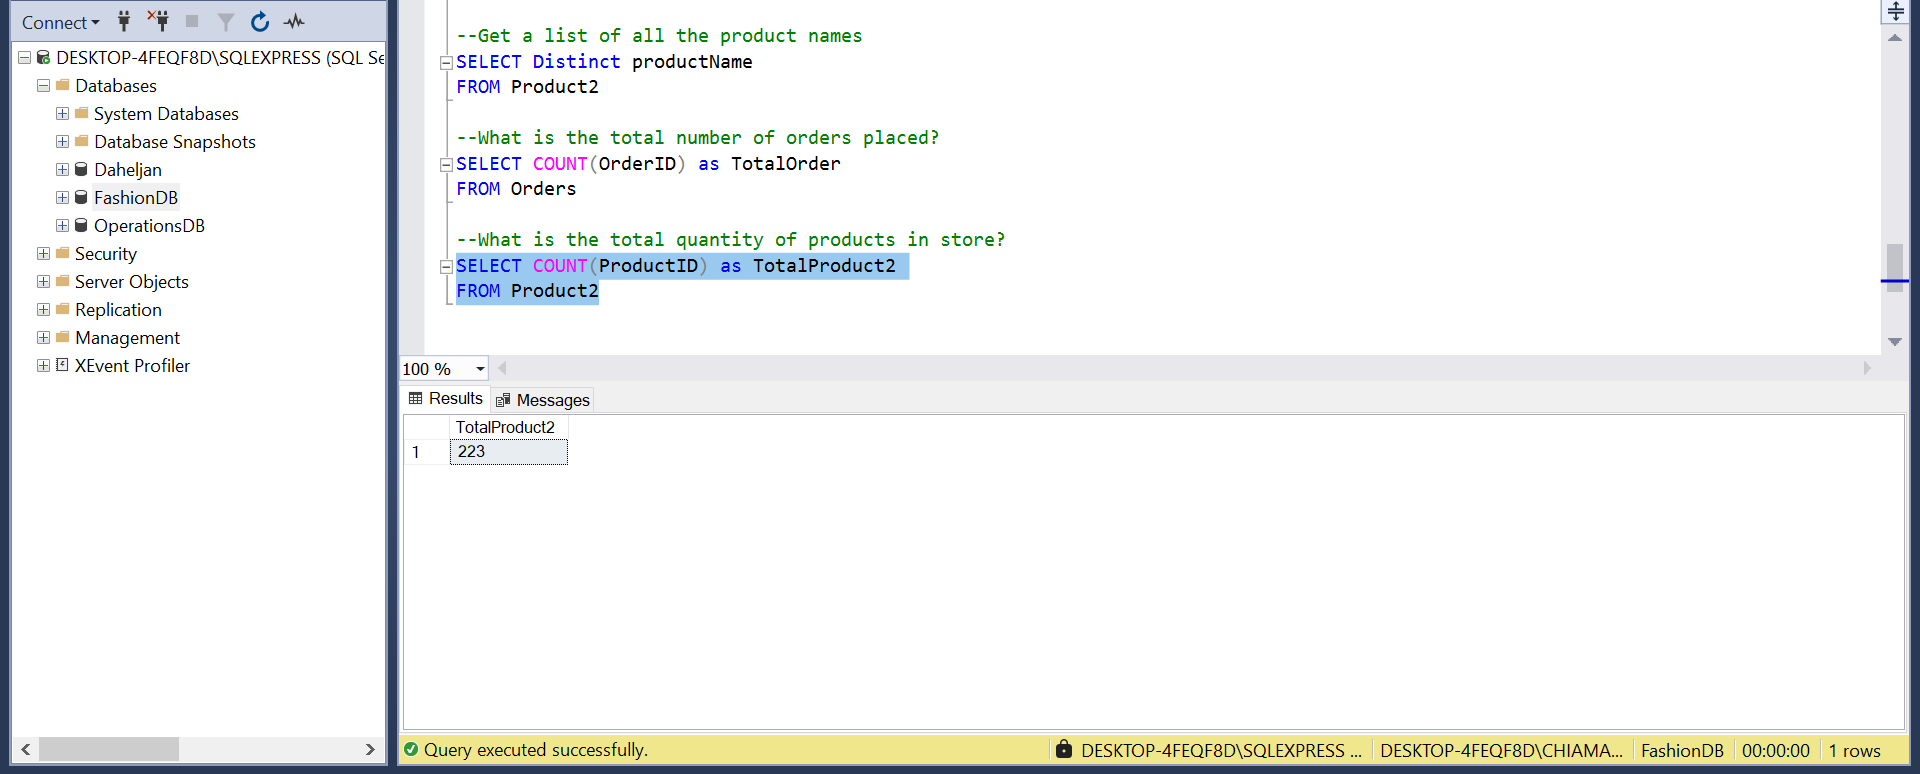 Connect
DESKTOP-4FEQF8D\SQLEXPRESS (SQL Se
Databases
System Databases
Database Snapshots
Daheljan
FashionDB
OperationsDB
Security
Server Objects
Replication
Management
XEvent Profiler
--Get a list of all the product names
SELECT Distinct productName
FROM Product2
--What is the total number of orders placed?
SELECT COUNT(OrderID) as TotalOrder
FROM Orders
--What is the total quantity of products in store?
SELECT COUNT(ProductID) as TotalProduct2
FROM Product2
100 %
Results Messages
TotalProduct2
1 223
Query executed successfully. DESKTOP-4FEQF8D\SQLEXPRESS ... DESKTOP-4FEQF8D\CHIAMA... FashionDB 00:00:00 1 rows